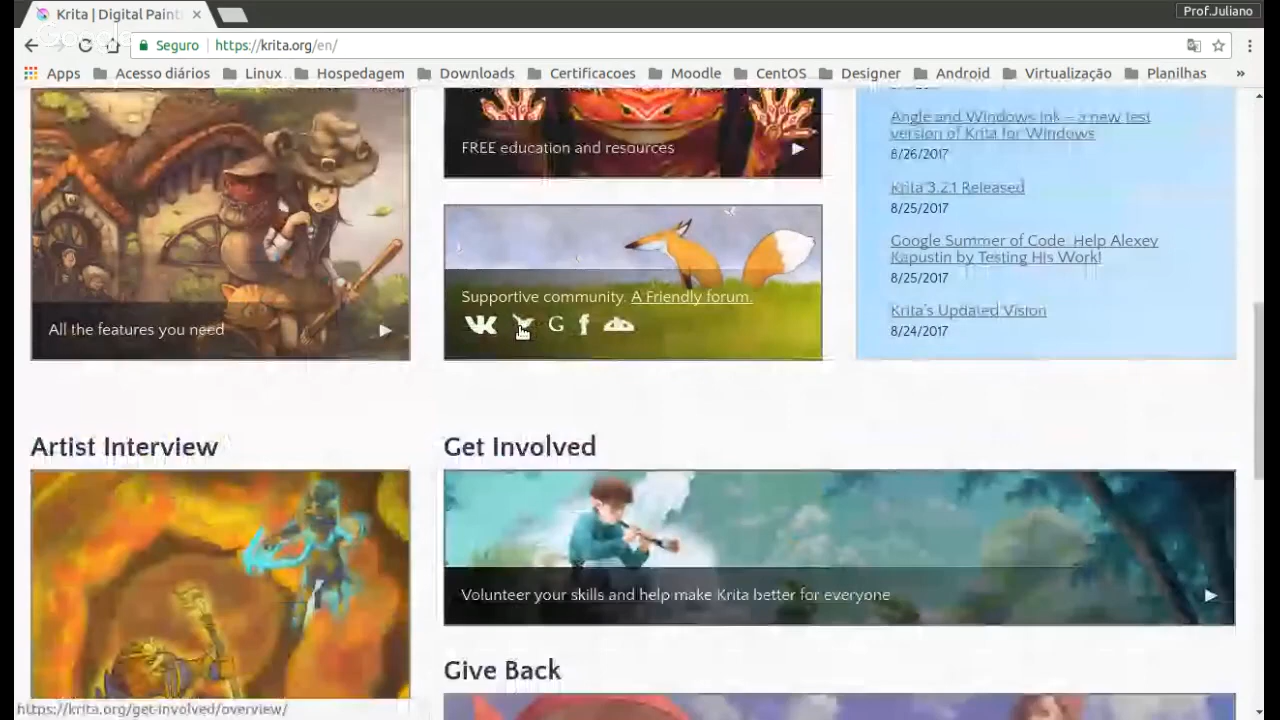 Krita | Digital Painti
Prof.Juliano
Google
Seguro
https://krita.org/en/
Apps
Acesso diários
Linux
Hospedagem
Downloads
Certificacoes
Moodle
CentOS
Designer
Android
Virtualização
Planilhas
»
Angle and Windows Ink – a new test
version of Krita for Windows
8/26/2017
FREE education and resources
Krita 3.2.1 Released
8/25/2017
Google Summer of Code: Help Alexey
Kapustin by Testing His Work!
8/25/2017
Supportive community. A Friendly forum.
G f
Krita's Updated Vision
8/24/2017
All the features you need
Artist Interview
Get Involved
Volunteer your skills and help make Krita better for everyone
Give Back
https://krita.org/get-involved/overview/